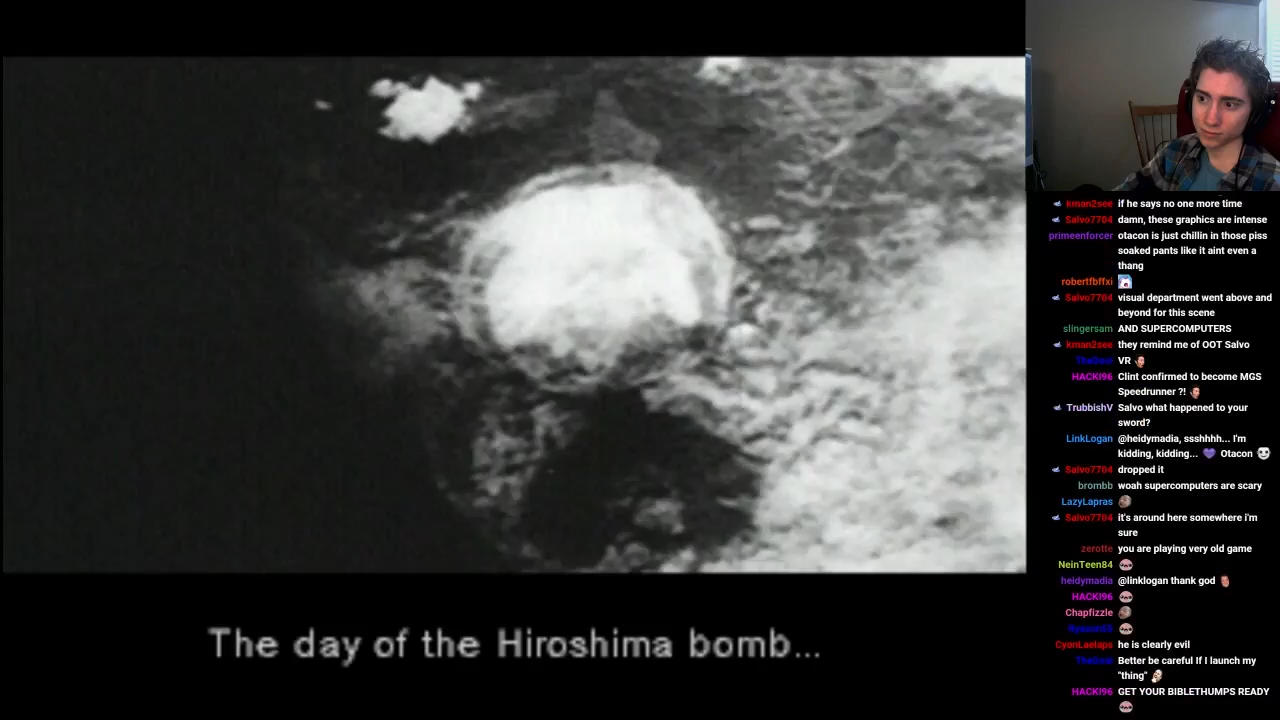 kman2see if he says no one more time
Salvo7704 damn, these graphics are intense
primeenforcer otacon is just chillin in those piss
soaked pants like it aint even a
thang
robertfbffxi
Salvo7704 visual department went above and
beyond for this scene
slingersam AND SUPERCOMPUTERS
kman2see they remind me of OOT Salvo
VR
HACKI96 Clint confirmed to become MGS
Speedrunner ?!
TrubbishV Salvo what happened to your
sword?
LinkLogan @heidymadia, ssshhhh... I'm
kidding, kidding... Otacon
Salvo7704 dropped it
brombb woah supercomputers are scary
LazyLapras
Salvo7704 it's around here somewhere i'm
sure
zerotte you are playing very old game
NeinTeen84
heidymadia @linklogan thank god
HACKI96
Chapfizzle
CyonLaelaps he is clearly evil
Better be careful If I launch my
"thing"
HACKI96 GET YOUR BIBLETHUMPS READY
The day of the Hiroshima bomb...